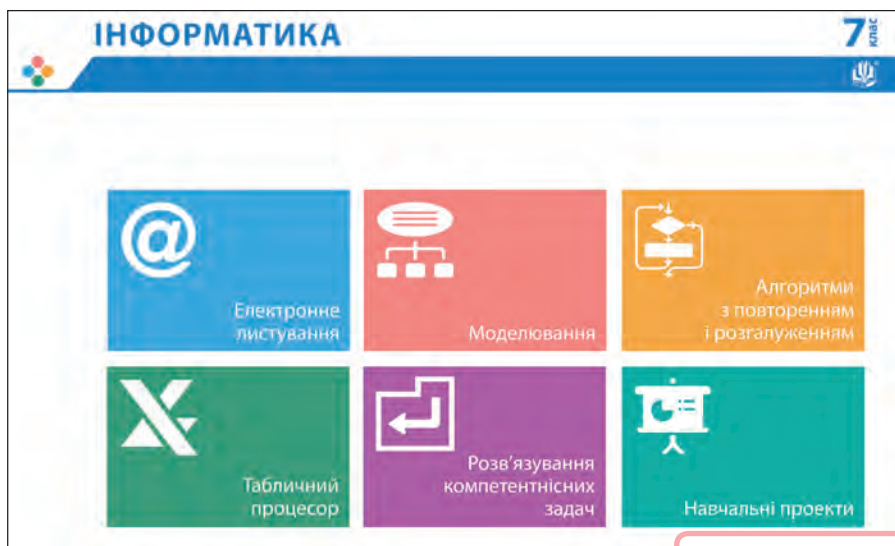 ІНФОРМАТИКА
7 клас
@
Електронне
листування
Моделювання
Алгоритми
з повторенням
і розгалуженням
Табличний
процесор
Розв'язування
компетентнісних
задач
Навчальні проекти